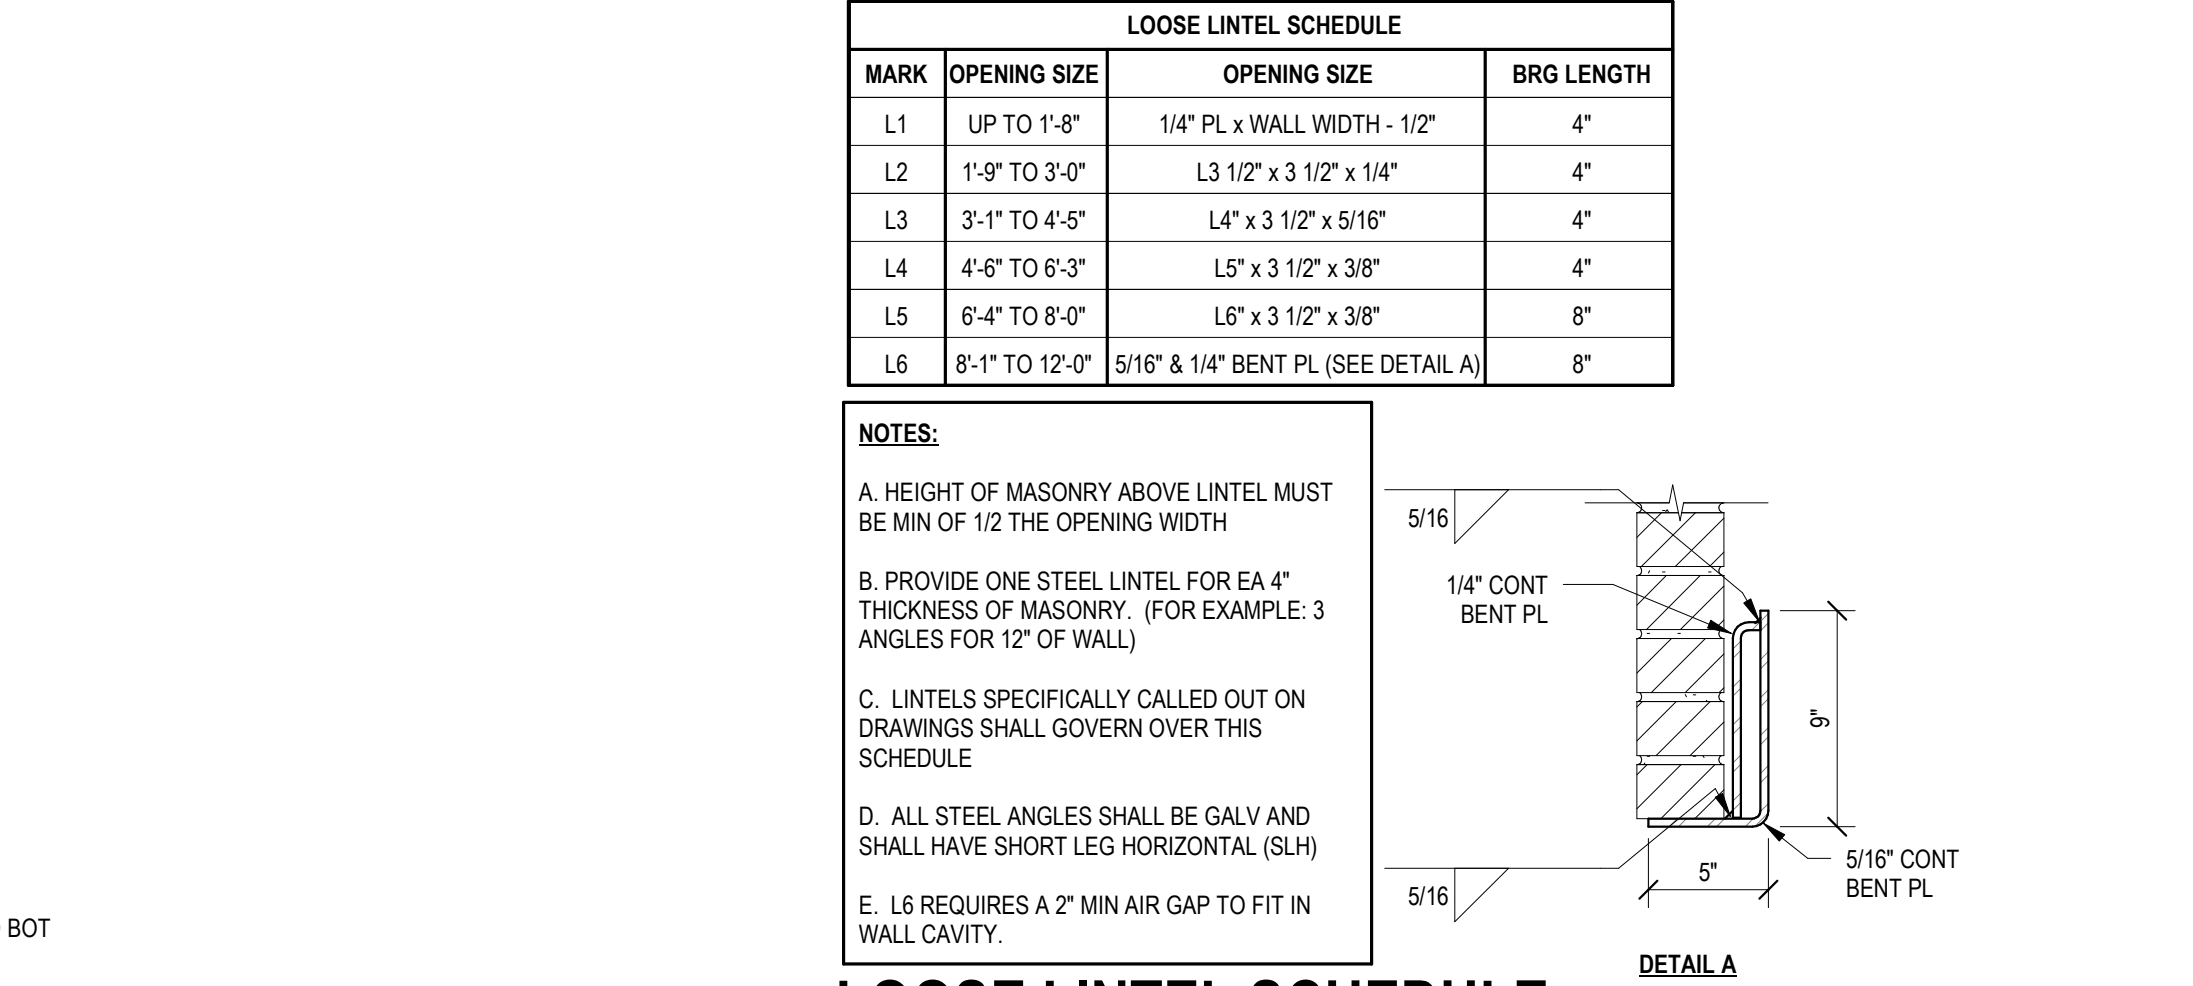 LOOSE LINTEL SCHEDULE
MARK OPENING SIZE OPENING SIZE BRG LENGTH
L1 UP TO 1'-8" 1/4" PL x WALL WIDTH - 1/2" 4"
L2 1'-9" TO 3'-0" L3 1/2" x 3 1/2" x 1/4" 4"
L3 3'-1" TO 4'-5" L4" x 3 1/2" x 5/16" 4"
L4 4'-6" TO 6'-3" L5" x 3 1/2" x 3/8" 4"
L5 6'-4" TO 8'-0" L6" x 3 1/2" x 3/8" 8"
L6 8'-1" TO 12'-0" 5/16" & 1/4" BENT PL (SEE DETAIL A) 8"
NOTES:
A. HEIGHT OF MASONRY ABOVE LINTEL MUST
BE MIN OF 1/2 THE OPENING WIDTH
B. PROVIDE ONE STEEL LINTEL FOR EA 4"
THICKNESS OF MASONRY. (FOR EXAMPLE: 3
ANGLES FOR 12" OF WALL)
C. LINTELS SPECIFICALLY CALLED OUT ON
DRAWINGS SHALL GOVERN OVER THIS
SCHEDULE
D. ALL STEEL ANGLES SHALL BE GALV AND
SHALL HAVE SHORT LEG HORIZONTAL (SLH)
E. L6 REQUIRES A 2" MIN AIR GAP TO FIT IN
WALL CAVITY.
5/16
1/4" CONT
BENT PL
9"
5"
5/16" CONT
BENT PL
5/16
DETAIL A
BOT
LOOSE LINTEL SCHEDULE